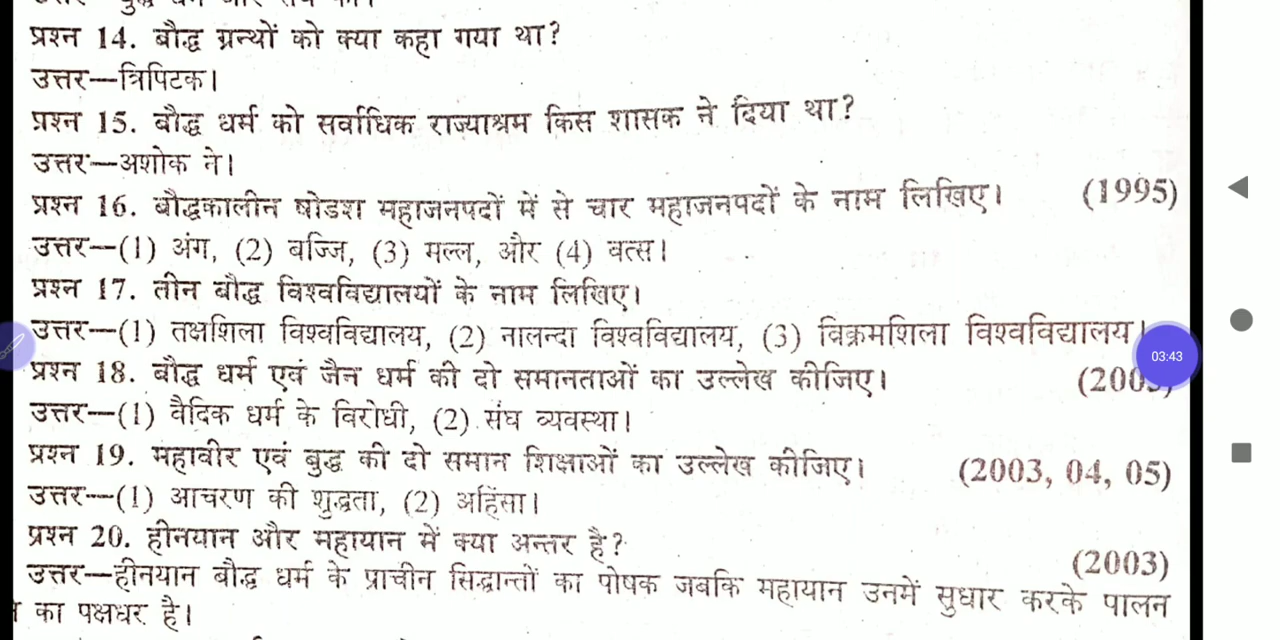 प्रश्न 14. बौद्ध ग्रन्थों को क्या कहा गया था?
उत्तर—त्रिपिटक।
प्रश्न 15. बौद्ध धर्म को सर्वाधिक राज्याश्रम किस शासक ने दिया था?
उत्तर—अशोक ने।
प्रश्न 16. बौद्धकालीन षोडश महाजनपदों में से चार महाजनपदों के नाम लिखिए। (1995)
उत्तर—(1) अंग, (2) बज्जि, (3) मल्ल, और (4) वत्स।
प्रश्न 17. तीन बौद्ध विश्वविद्यालयों के नाम लिखिए।
उत्तर—(1) तक्षशिला विश्वविद्यालय, (2) नालन्दा विश्वविद्यालय, (3) विक्रमशिला विश्वविद्यालय।
03:43
प्रश्न 18. बौद्ध धर्म एवं जैन धर्म की दो समानताओं का उल्लेख कीजिए।
उत्तर—(1) वैदिक धर्म के विरोधी, (2) संघ व्यवस्था।
प्रश्न 19. महावीर एवं बुद्ध की दो समान शिक्षाओं का उल्लेख कीजिए। (2003, 04, 05)
उत्तर—(1) आचरण की शुद्धता, (2) अहिंसा।
प्रश्न 20. हीनयान और महायान में क्या अन्तर है? (2003)
उत्तर—हीनयान बौद्ध धर्म के प्राचीन सिद्धान्तों का पोषक जबकि महायान उनमें सुधार करके पालन
का पक्षधर है।